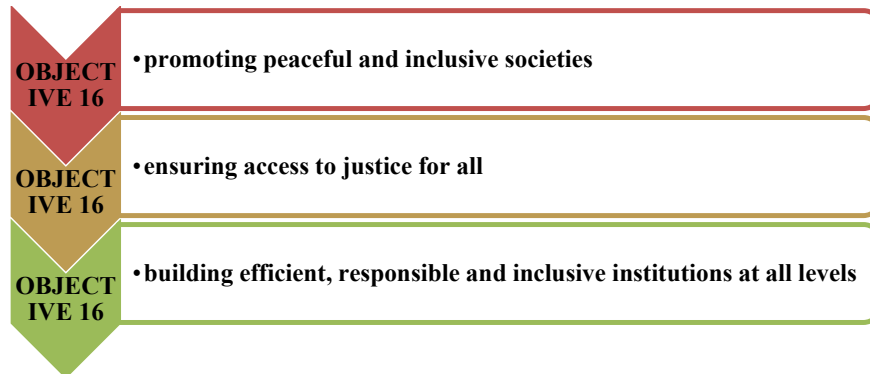 OBJECT
IVE 16
•promoting peaceful and inclusive societies
OBJECT
IVE 16
•ensuring access to justice for all
OBJECT
IVE 16
•building efficient, responsible and inclusive institutions at all levels